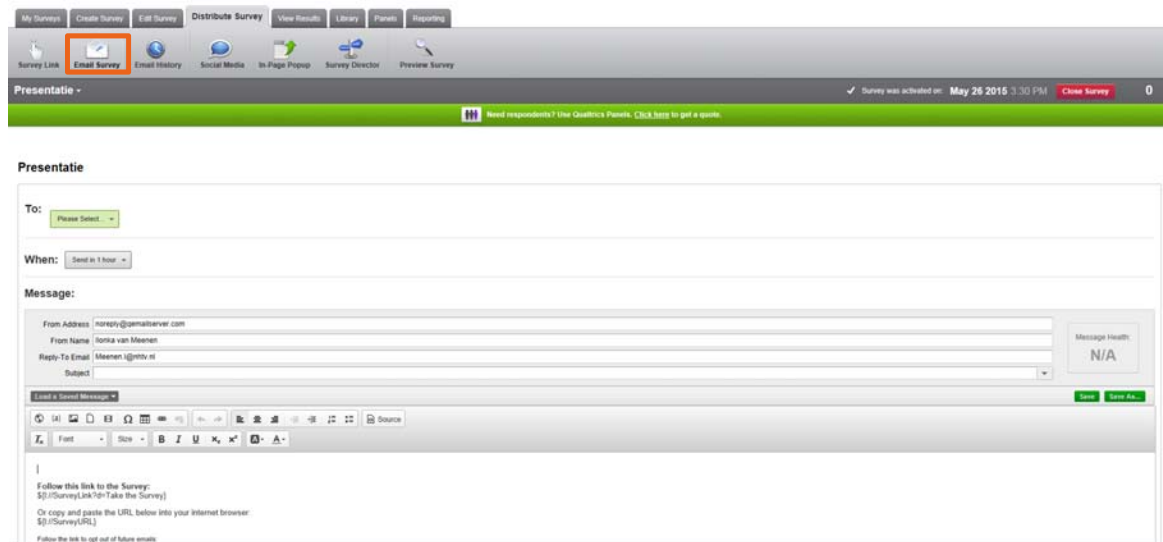 My Surveys Create Survey Edit Survey Distribute Survey View Results Library Panels Reporting
Survey Link Email Survey Email History Social Media In-Page Popup Survey Director Preview Survey
Presentatie Survey was activated on: May 26 2015 3:30 PM Close Survey 0
Need respondents? Use Qualtrics Panels. Click here to get a quote.
Presentatie
To: Please Select...
When: Send in 1 hour
Message:
From Address noreply@qemailserver.com
From Name Ilonka van Meenen
Reply-To Email Meenen.i@nhtv.nl
Subject
Message Health:
N/A
Load a Saved Message Save Save As...
Source
Font Size B I U
Follow this link to the Survey:
${l://SurveyLink?d=Take the Survey}
Or copy and paste the URL below into your internet browser:
${l://SurveyURL}
Follow the link to opt out of future emails: